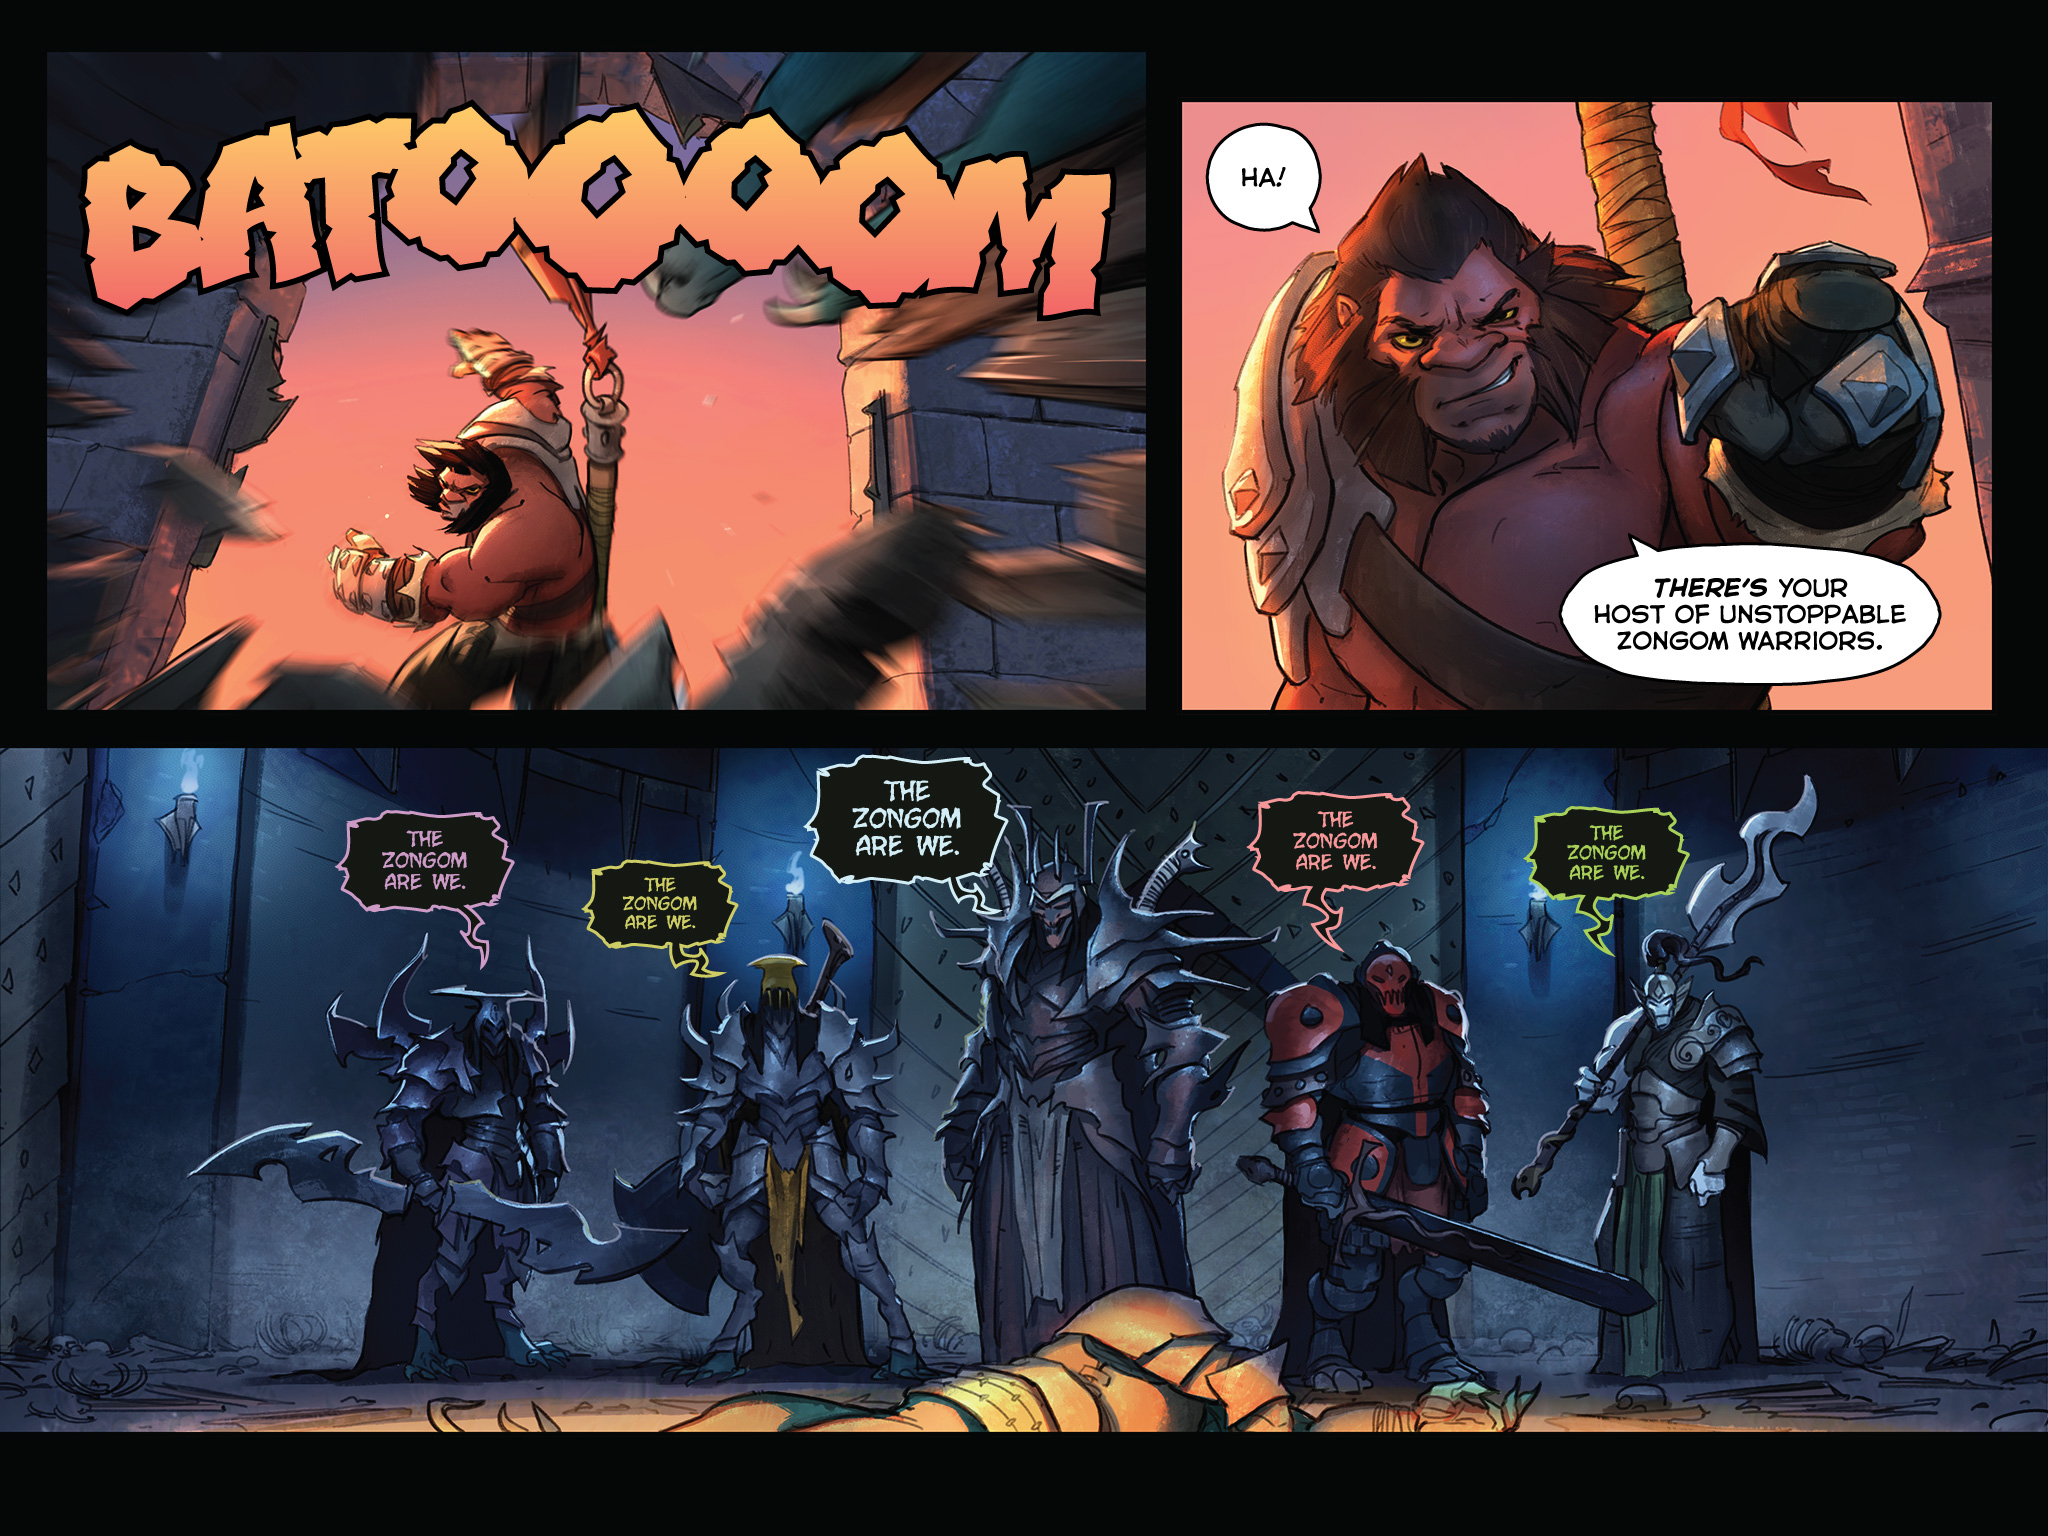 BATOOOOM
HA!
THERE'S YOUR
HOST OF UNSTOPPABLE
ZONGOM WARRIORS.
THE
ZONGOM
ARE WE.
THE
ZONGOM
ARE WE.
THE
ZONGOM
ARE WE.
THE
ZONGOM
ARE WE.
THE
ZONGOM
ARE WE.